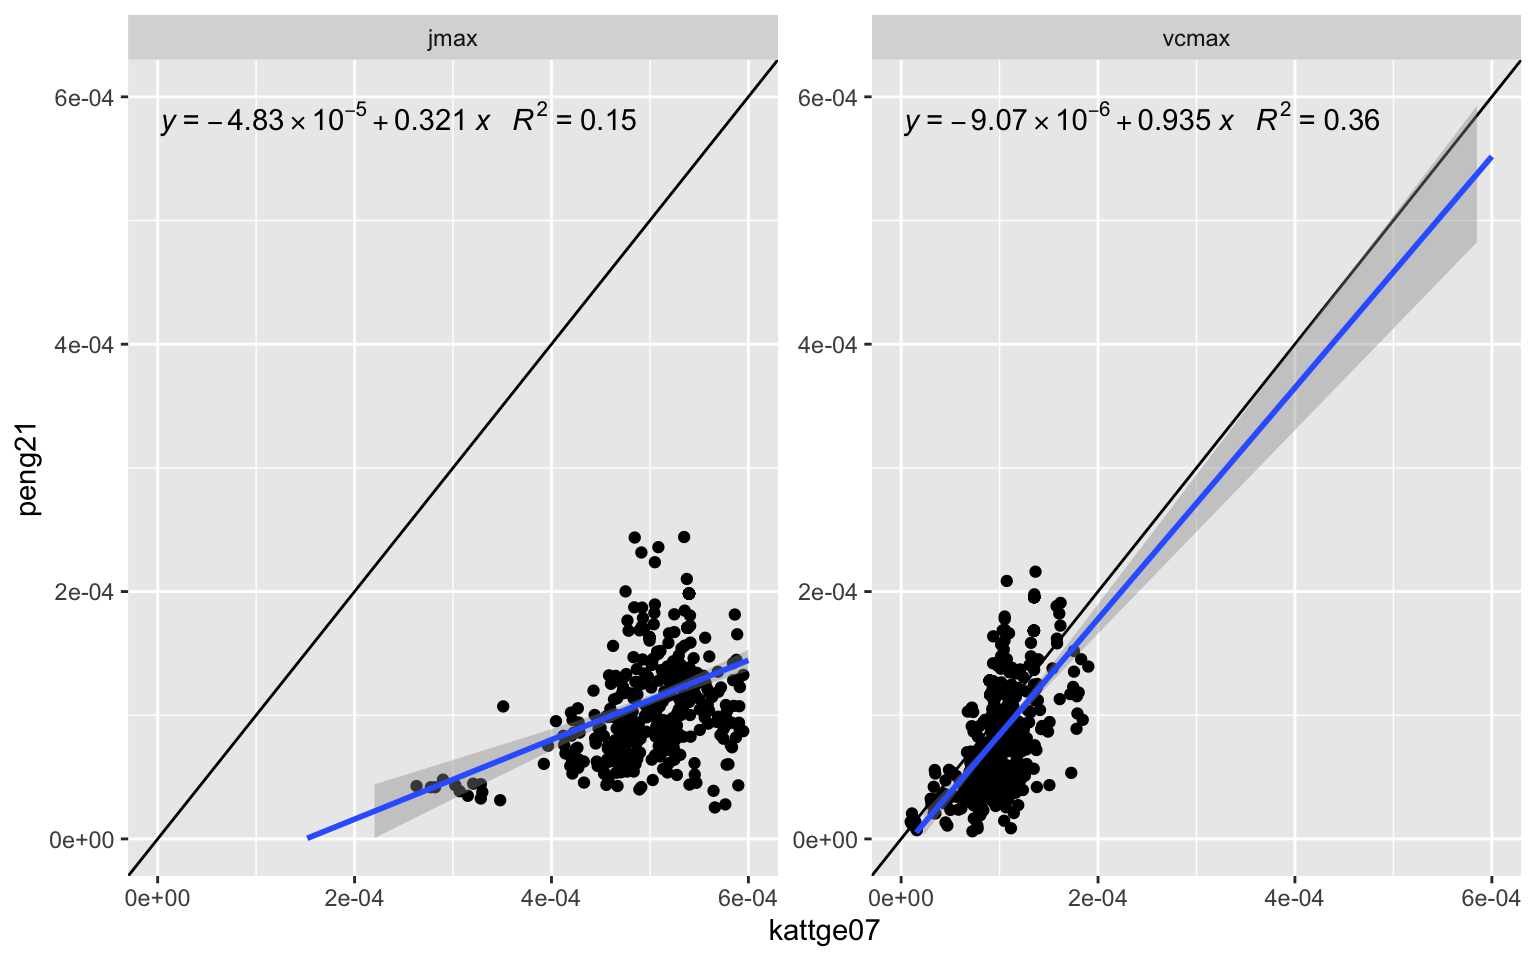 jmax
vcmax
y = −4.83 × 10⁻⁵ + 0.321 x R² = 0.15
y = −9.07 × 10⁻⁶ + 0.935 x R² = 0.36
6e-04
4e-04
2e-04
0e+00
6e-04
4e-04
2e-04
0e+00
peng21
0e+00 2e-04 4e-04 6e-04
0e+00 2e-04 4e-04 6e-04
kattge07